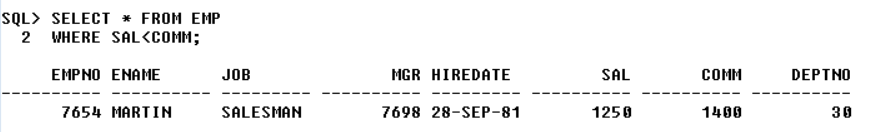 SQL> SELECT * FROM EMP
2 WHERE SAL<COMM;
EMPNO ENAME JOB MGR HIREDATE SAL COMM DEPTNO
---------- ---------- --------- ---------- --------- ---------- ---------- ----------
7654 MARTIN SALESMAN 7698 28-SEP-81 1250 1400 30